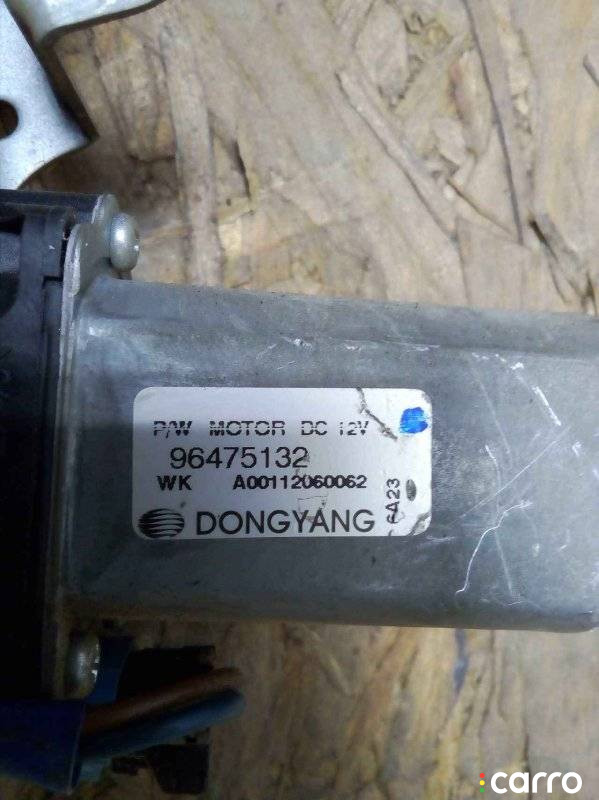 P/W MOTOR DC 12V
96475132
WK A00112060062
DONGYANG
6A23
carro